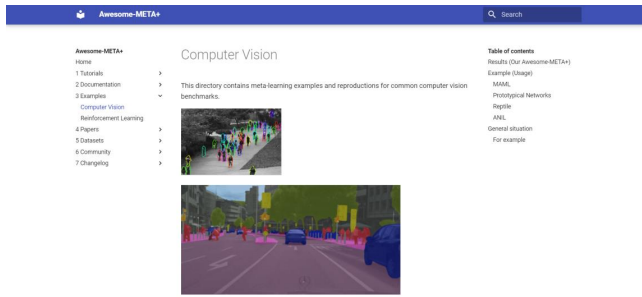 Awesome-META+
Search
Awesome-META+
Home
1 Tutorials
2 Documentation
3 Examples
Computer Vision
Reinforcement Learning
4 Papers
5 Datasets
6 Community
7 Changelog
Computer Vision
This directory contains meta-learning examples and reproductions for common computer vision
benchmarks.
Table of contents
Results (Our Awesome-META+)
Example (Usage)
MAML
Prototypical Networks
Reptile
ANIL
General situation
For example